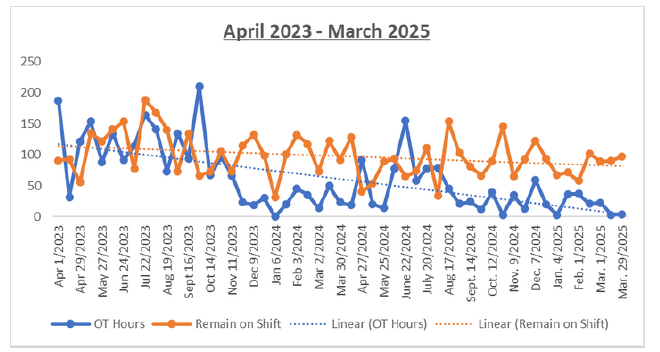 April 2023 - March 2025
250
200
150
100
50
0
Apr 1/2023
Apr 29/2023
May 27/2023
Jun 24/2023
Jul 22/2023
Aug 19/2023
Sept 16/2023
Oct 14/2023
Nov 11/2023
Dec 9/2023
Jan 6/2024
Feb 3/2024
Mar 2/2024
Mar 30/2024
Apr 27/2024
May 25/2024
June 22/2024
July 20/2024
Aug 17/2024
Sept. 14/2024
Oct. 12/2024
Nov. 9/2024
Dec. 7/2024
Jan. 4/2025
Feb. 1/2025
Mar. 1/2025
Mar. 29/2025
OT Hours Remain on Shift Linear (OT Hours) Linear (Remain on Shift)